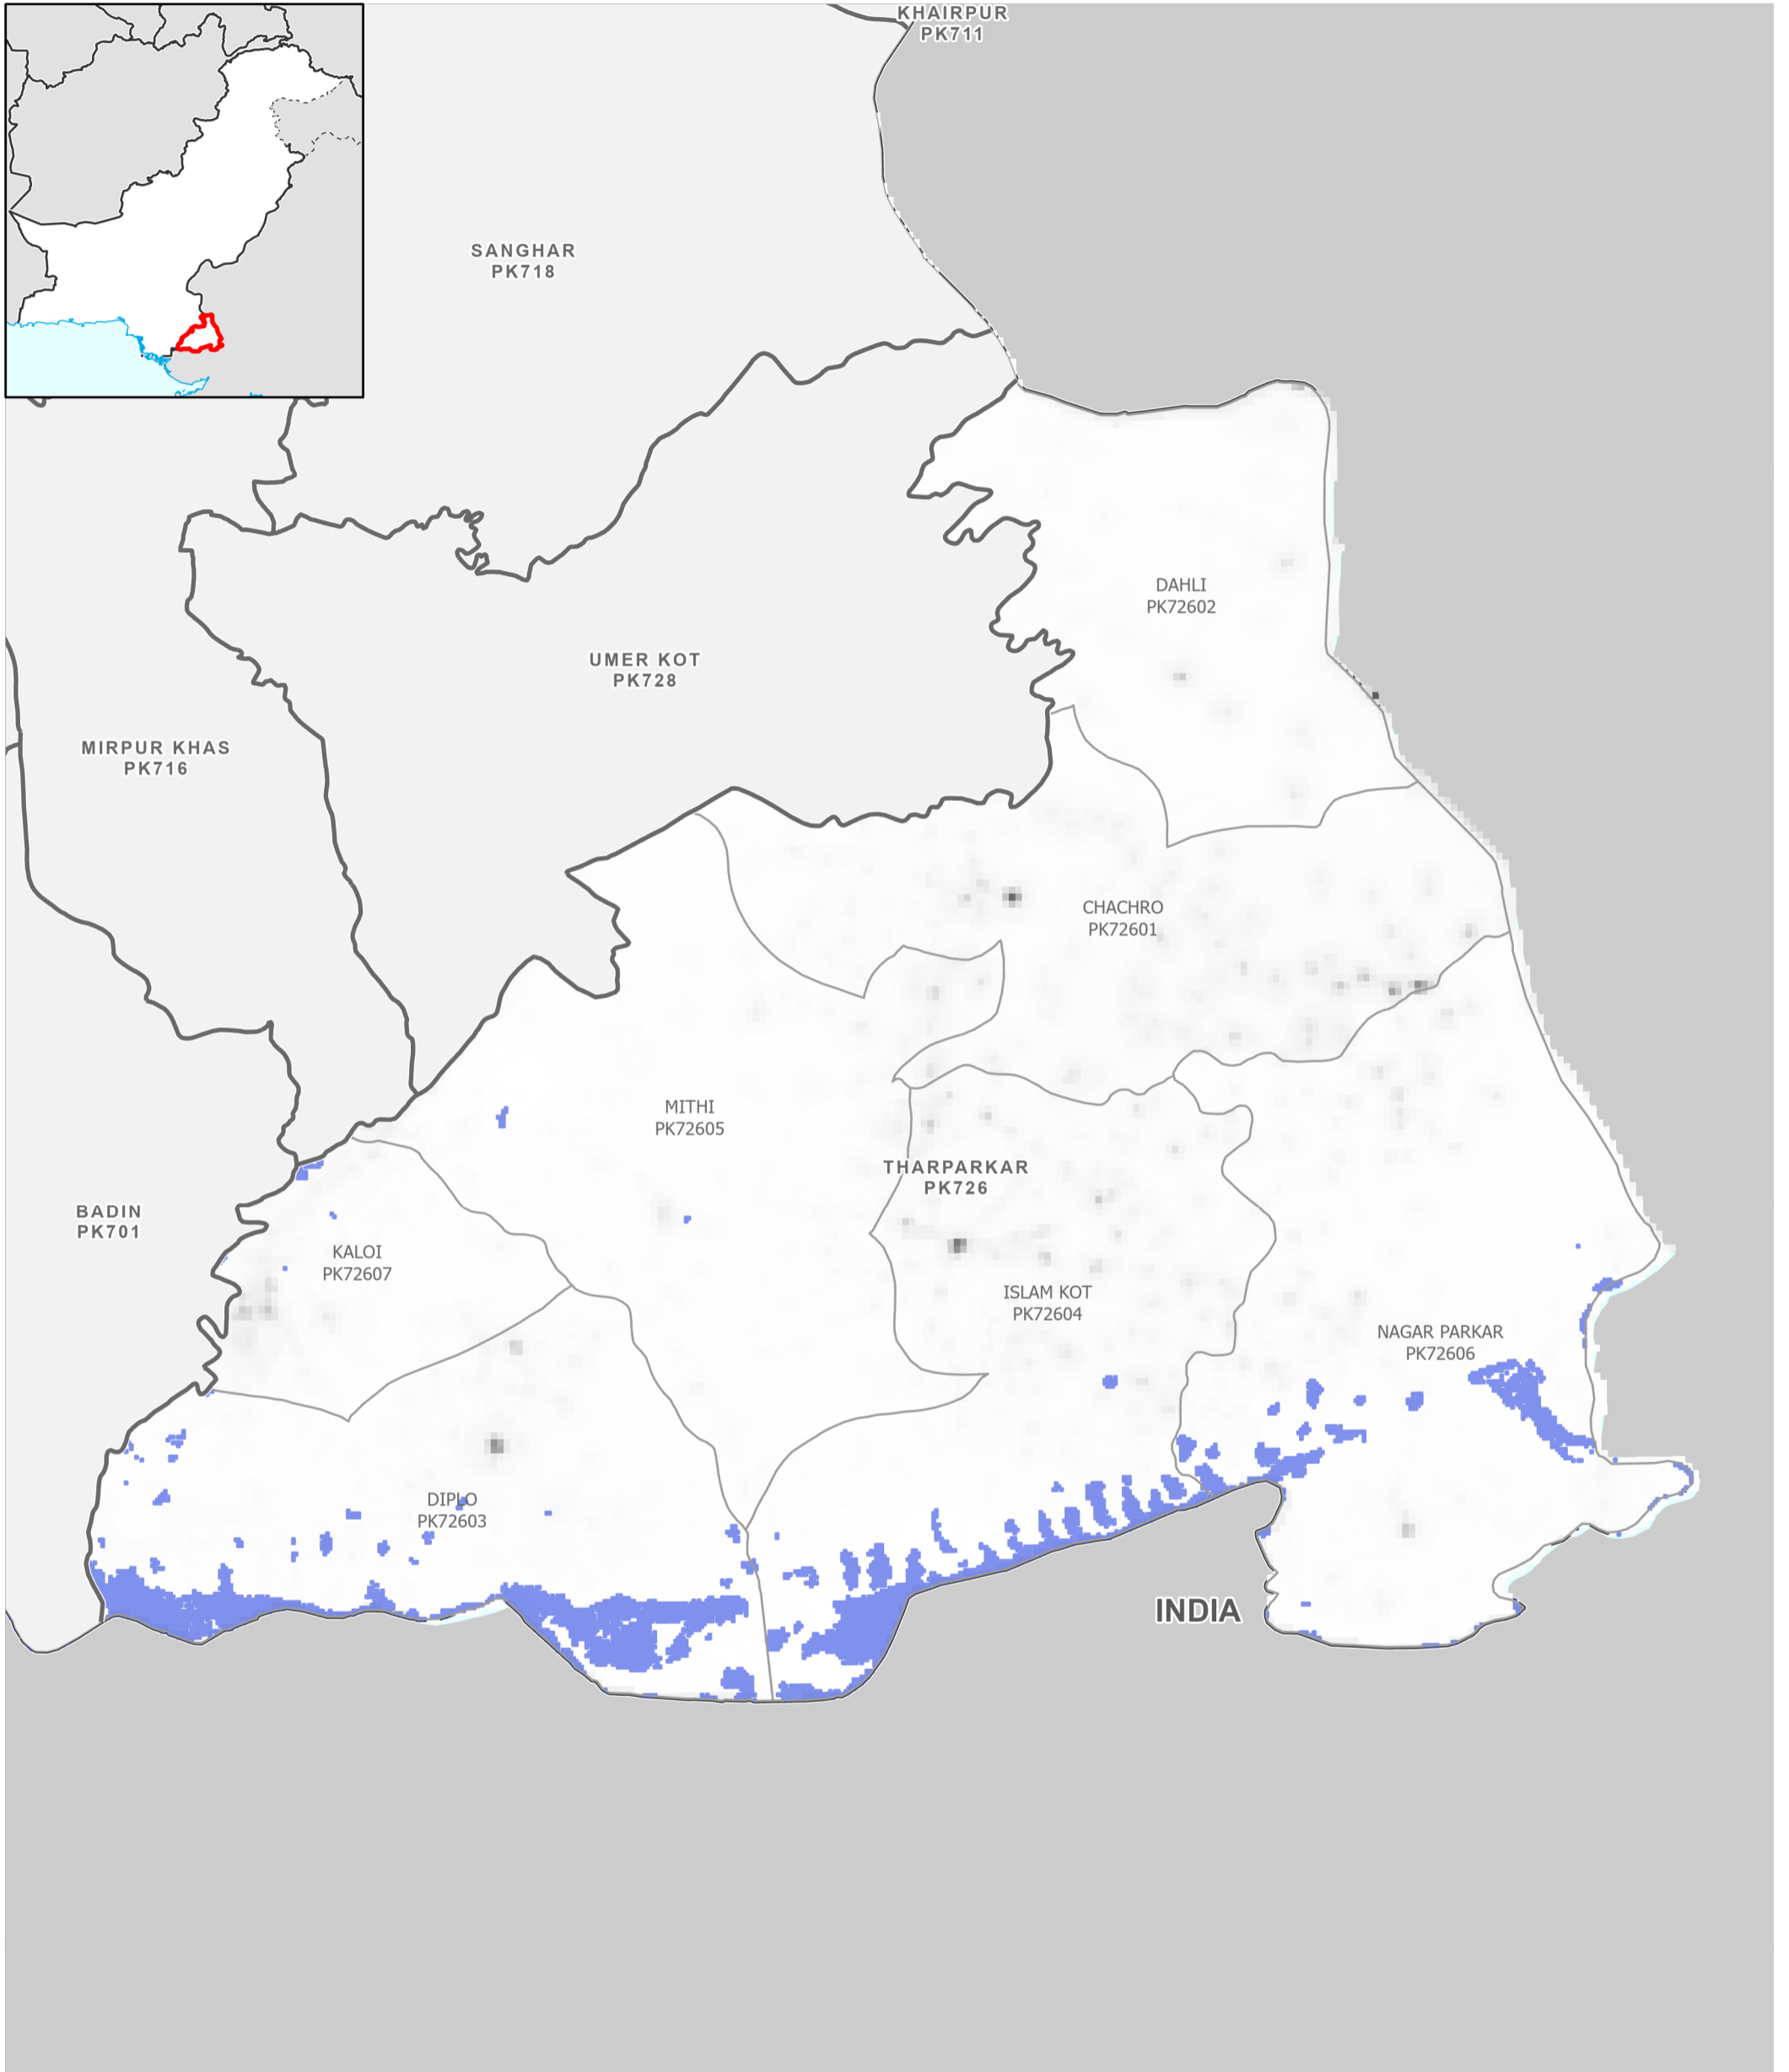 KHAIRPUR
PK711
SANGHAR
PK718
DAHLI
PK72602
UMER KOT
PK728
MIRPUR KHAS
PK716
CHACHRO
PK72601
MITHI
PK72605
THARPARKAR
PK726
BADIN
PK701
KALOI
PK72607
ISLAM KOT
PK72604
NAGAR PARKAR
PK72606
DIPLO
PK72603
INDIA